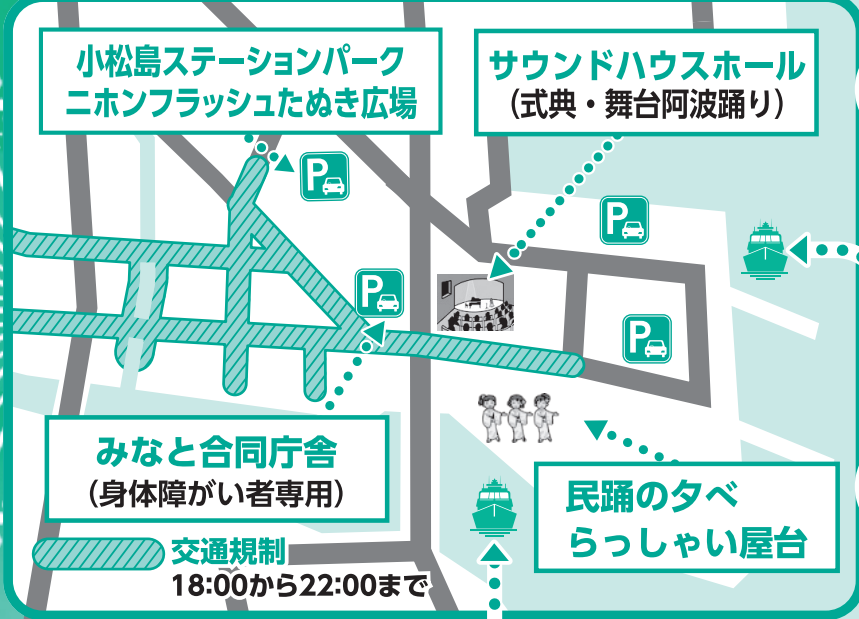 小松島ステーションパーク
ニホンフラッシュたぬき広場
サウンドハウスホール
(式典・舞台阿波踊り)
P
P
P
P
みなと合同庁舎
(身体障がい者専用)
民踊の夕べ
らっしゃい屋台
交通規制
18:00から22:00まで